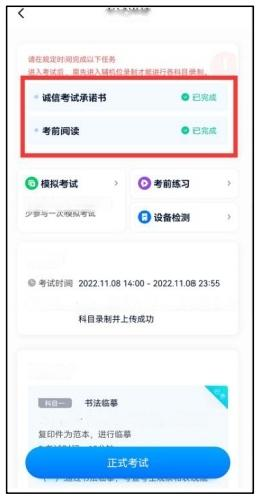 请在规定时间完成以下任务
进入考试后，需先进入辅机位录制才能进行各科目录制。
诚信考试承诺书 已完成
考前阅读 已完成
模拟考试
考前练习
步参与一次模拟考试
设备检测
考试时间 2022.11.08 14:00 - 2022.11.08 23:55
科目录制并上传成功
科目一 书法临摹
复印件为范本，进行临摹
正式考试